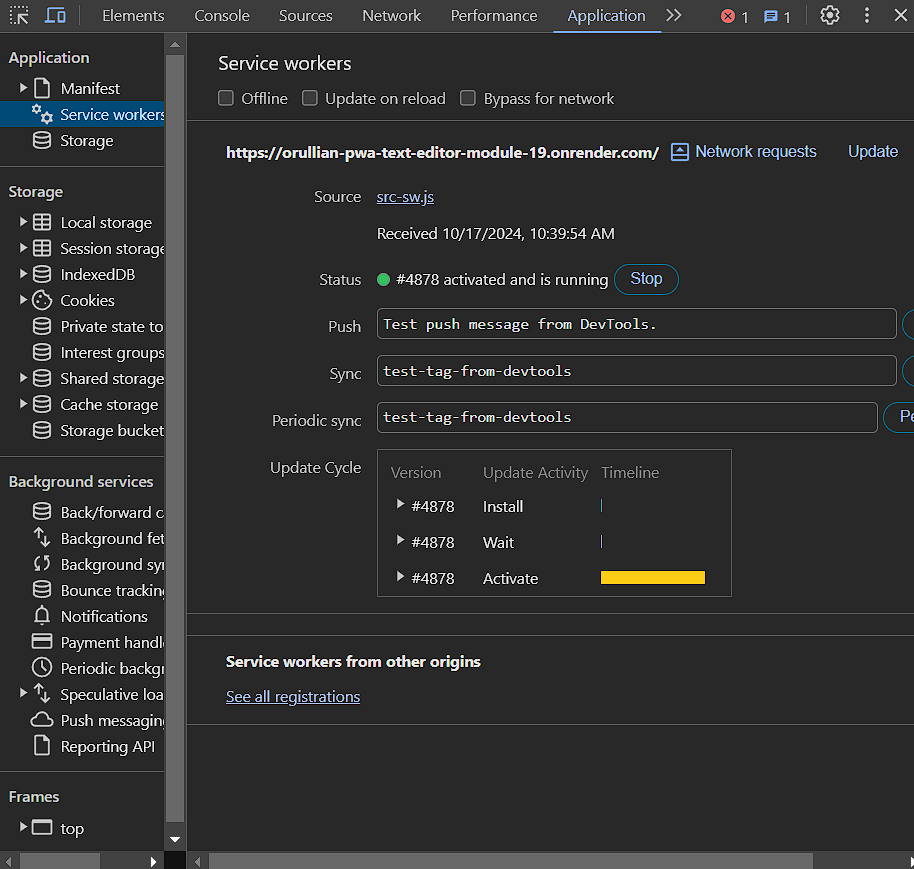 Elements Console Sources Network Performance Application 1 1
Application
Manifest
Service workers
Storage
Storage
Local storage
Session storage
IndexedDB
Cookies
Private state to
Interest groups
Shared storage
Cache storage
Storage bucket
Background services
Back/forward c
Background fet
Background syn
Bounce tracking
Notifications
Payment handl
Periodic backgr
Speculative loa
Push messaging
Reporting API
Frames
top
Service workers
Offline Update on reload Bypass for network
https://orullian-pwa-text-editor-module-19.onrender.com/ Network requests Update
Source src-sw.js
Received 10/17/2024, 10:39:54 AM
Status #4878 activated and is running Stop
Push Test push message from DevTools.
Sync test-tag-from-devtools
Periodic sync test-tag-from-devtools Pe
Update Cycle
Version Update Activity Timeline
#4878 Install
#4878 Wait
#4878 Activate
Service workers from other origins
See all registrations